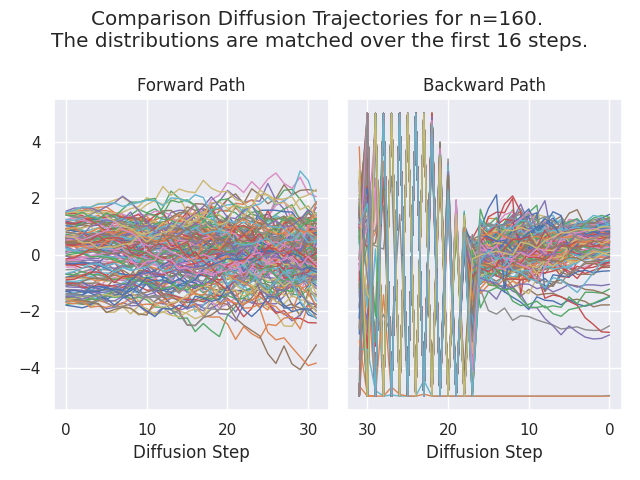 Comparison Diffusion Trajectories for n=160.
The distributions are matched over the first 16 steps.
Forward Path
Backward Path
4
2
0
−2
−4
0 10 20 30
30 20 10 0
Diffusion Step
Diffusion Step